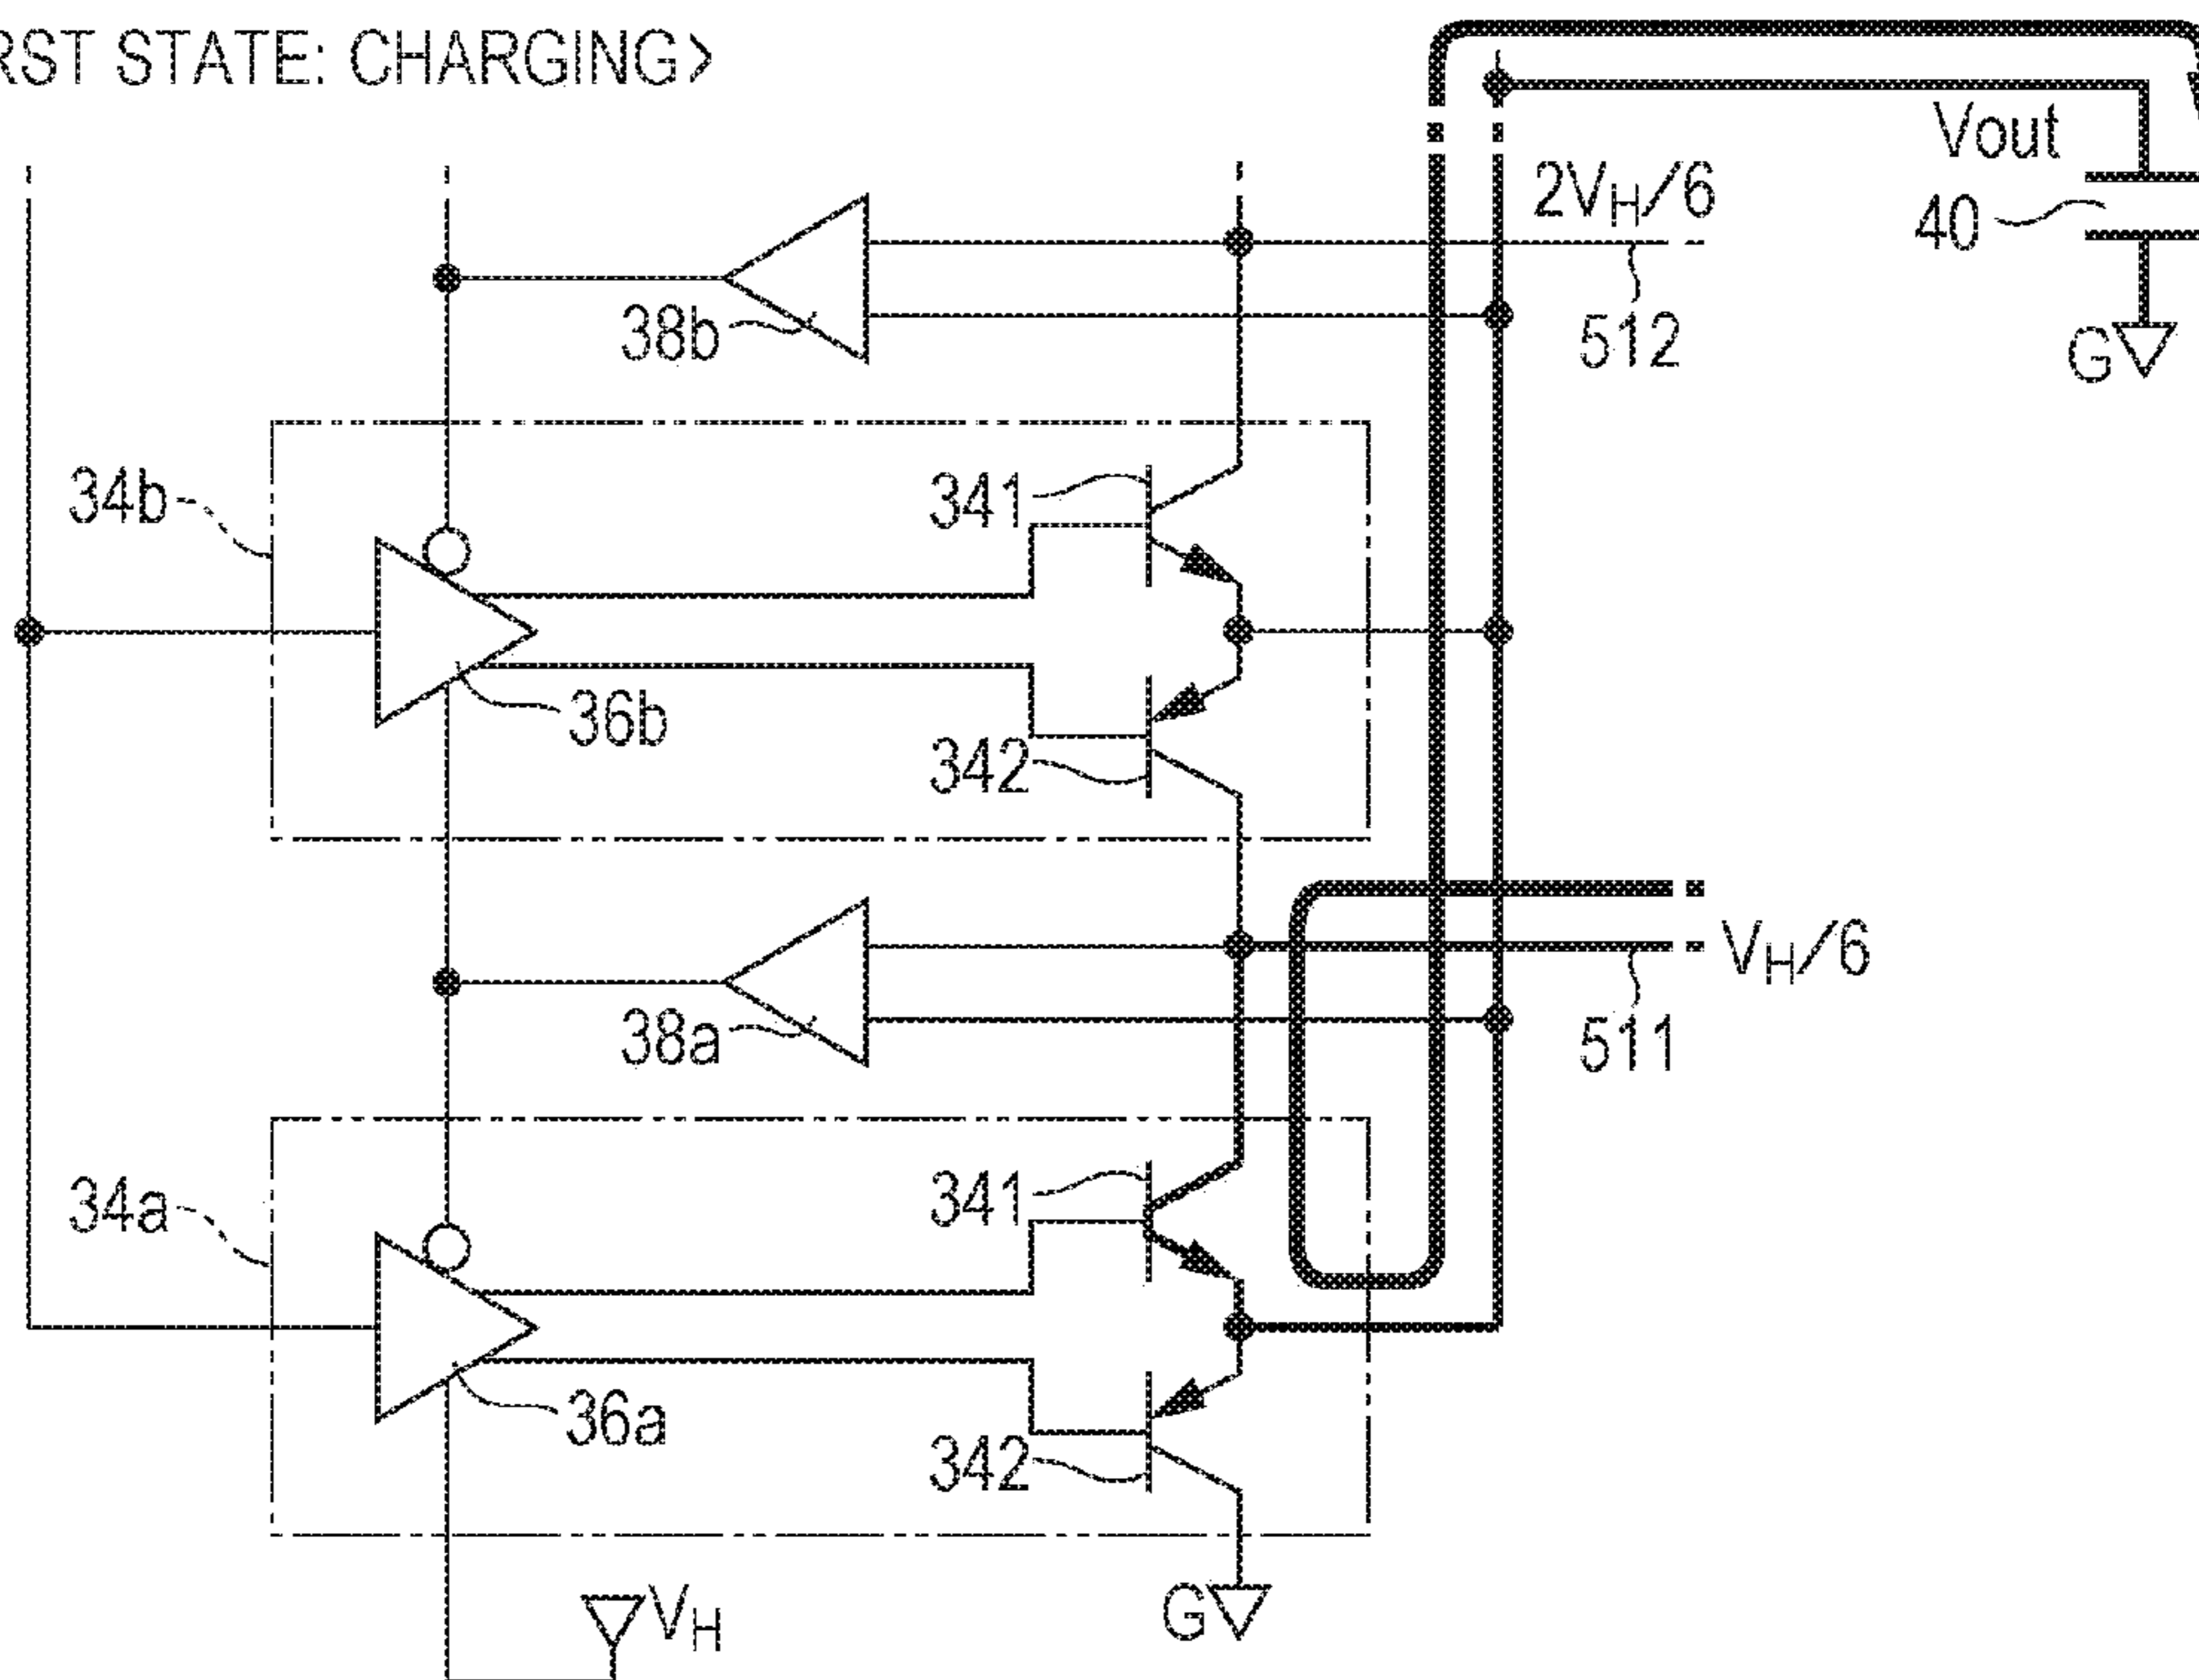 RST STATE: CHARGING>
Vout
2VH/6
40
38b
512
G
34b
341
36b
342
VH/6
38a
511
34a
341
36a
342
VH
G